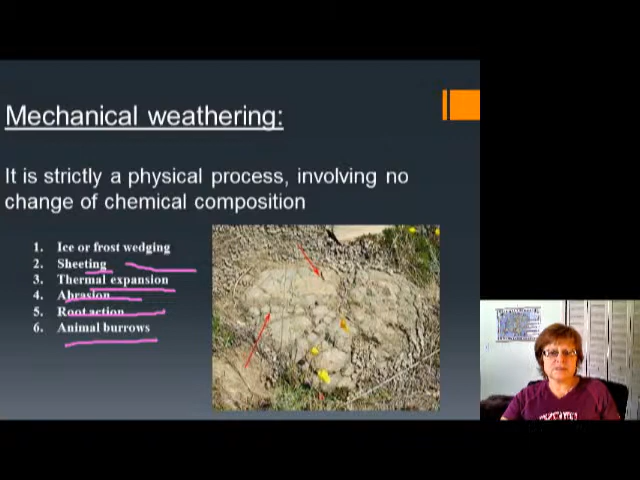 Mechanical weathering:
It is strictly a physical process, involving no
change of chemical composition
1. Ice or frost wedging
2. Sheeting
3. Thermal expansion
4. Abrasion
5. Root action
6. Animal burrows